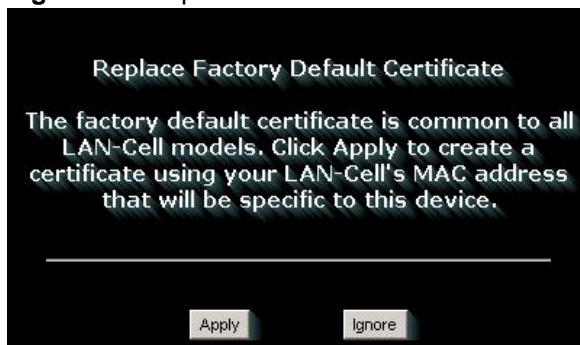 Replace Factory Default Certificate
The factory default certificate is common to all
LAN-Cell models. Click Apply to create a
certificate using your LAN-Cell's MAC address
that will be specific to this device.
Apply
Ignore